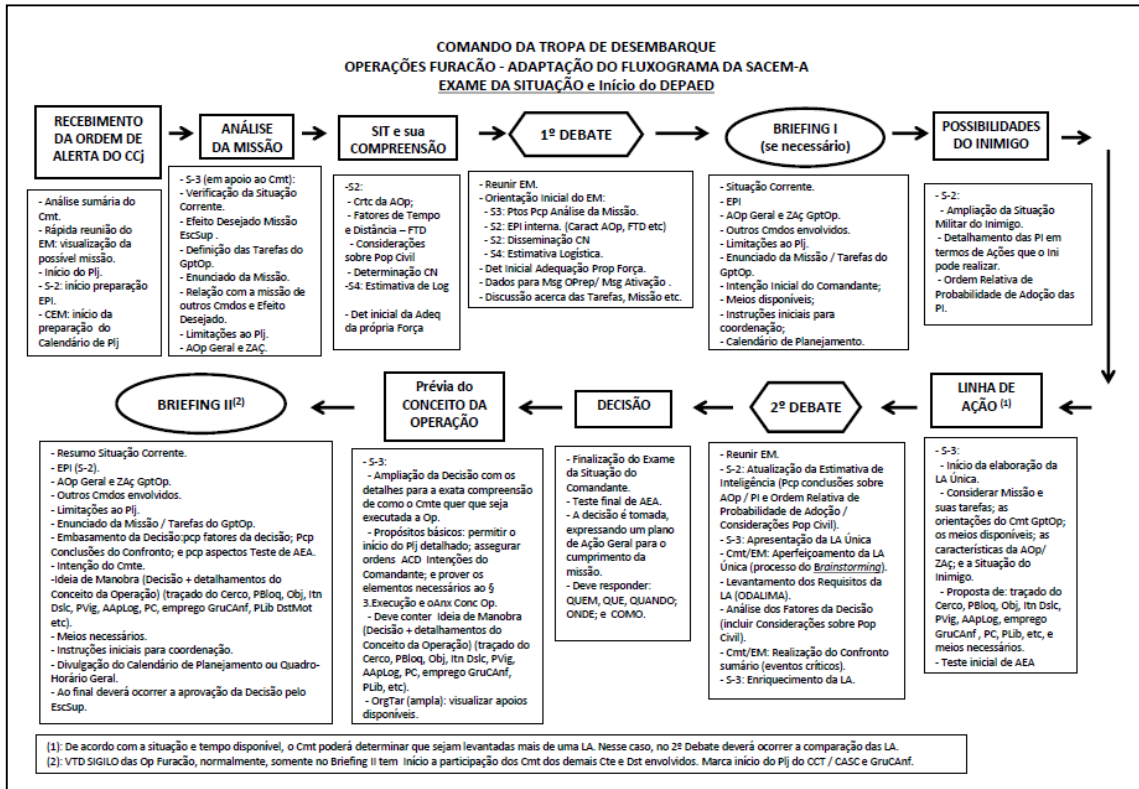 COMANDO DA TROPA DE DESEMBARQUE
OPERAÇÕES FURACÃO - ADAPTAÇÃO DO FLUXOGRAMA DA SACEM-A
EXAME DA SITUAÇÃO e Início do DEPAED
RECEBIMENTO
DA ORDEM DE
ALERTA DO CCj
- Análise sumária do
Cmt.
- Rápida reunião do
EM: visualização da
possível missão.
- Início do Plj.
- S-2: início preparação
EPI.
- CEM: início da
preparação do
Calendário de Plj
ANÁLISE
DA MISSÃO
- S-3 (em apoio ao Cmt):
- Verificação da Situação
Corrente.
- Efeito Desejado Missão
EscSup .
- Definição das Tarefas do
GptOp.
- Enunciado da Missão.
- Relação com a missão de
outros Cmdos e Efeito
Desejado.
- Limitações ao Plj.
- AOp Geral e ZAÇ.
SIT e sua
COMPREENSÃO
-S2:
- Crtc da AOp;
- Fatores de Tempo
e Distância – FTD
- Considerações
sobre Pop Civil
- Determinação CN
-S4: Estimativa de Log
- Det inicial da Adeq
da própria Força
1º DEBATE
- Reunir EM.
- Orientação Inicial do EM:
- S3: Ptos Pcp Análise da Missão.
- S2: EPI interna. (Caract AOp, FTD etc)
- S2: Disseminação CN
- S4: Estimativa Logística.
- Det Inicial Adequação Prop Força.
- Dados para Msg OPrep/ Msg Ativação .
- Discussão acerca das Tarefas, Missão etc.
BRIEFING I
(se necessário)
- Situação Corrente.
- EPI
- AOp Geral e ZAç GptOp.
- Outros Cmdos envolvidos.
- Limitações ao Plj.
- Enunciado da Missão / Tarefas do
GptOp.
- Intenção Inicial do Comandante;
- Meios disponíveis;
- Instruções iniciais para
coordenação;
- Calendário de Planejamento.
POSSIBILIDADES
DO INIMIGO
- S-2:
- Ampliação da Situação
Militar do Inimigo.
- Detalhamento das PI em
termos de Ações que o Ini
pode realizar.
- Ordem Relativa de
Probabilidade de Adoção das
PI.
LINHA DE
AÇÃO (1)
- S-3:
- Início da elaboração da
LA Única.
- Considerar Missão e
suas tarefas; as
orientações do Cmt GptOp;
os meios disponíveis; as
características da AOp/
ZAç; e a Situação do
Inimigo.
- Proposta de: traçado do
Cerco, PBloq, Obj, Itn Dslc,
PVig, AApLog, emprego
GruCAnf , PC, PLib, etc, e
meios necessários.
- Teste inicial de AEA
2º DEBATE
- Reunir EM.
- S-2: Atualização da Estimativa de
Inteligência (Pcp conclusões sobre
AOp / PI e Ordem Relativa de
Probabilidade de Adoção /
Considerações Pop Civil).
- S-3: Apresentação da LA Única
- Cmt/EM: Aperfeiçoamento da LA
Única (processo do Brainstorming).
- Levantamento dos Requisitos da
LA (ODALIMA).
- Análise dos Fatores da Decisão
(incluir Considerações sobre Pop
Civil).
- Cmt/EM: Realização do Confronto
sumário (eventos críticos).
- S-3: Enriquecimento da LA.
DECISÃO
- Finalização do Exame
da Situação do
Comandante.
- Teste final de AEA.
- A decisão é tomada,
expressando um plano
de Ação Geral para o
cumprimento da
missão.
- Deve responder:
QUEM, QUE, QUANDO;
ONDE; e COMO.
Prévia do
CONCEITO DA
OPERAÇÃO
- S-3:
- Ampliação da Decisão com os
detalhes para a exata compreensão
de como o Cmte quer que seja
executada a Op.
- Propósitos básicos: permitir o
início do Plj detalhado; assegurar
ordens ACD Intenções do
Comandante; e prover os
elementos necessários ao §
3.Execução e oAnx Conc Op.
- Deve conter Ideia de Manobra
(Decisão + detalhamentos do
Conceito da Operação) (traçado do
Cerco, PBloq, Obj, Itn Dslc, PVig,
AApLog, PC, emprego GruCAnf,
PLib, etc).
- OrgTar (ampla): visualizar apoios
disponíveis.
BRIEFING II(2)
- Resumo Situação Corrente.
- EPI (S-2).
- AOp Geral e ZAç GptOp.
- Outros Cmdos envolvidos.
- Limitações ao Plj.
- Enunciado da Missão / Tarefas do GptOp.
- Embasamento da Decisão:pcp fatores da decisão; Pcp
Conclusões do Confronto; e pcp aspectos Teste de AEA.
- Intenção do Cmte.
-Ideia de Manobra (Decisão + detalhamentos do
Conceito da Operação) (traçado do Cerco, PBloq, Obj, Itn
Dslc, PVig, AApLog, PC, emprego GruCAnf, PLib DstMot
etc).
- Meios necessários.
- Instruções iniciais para coordenação.
- Divulgação do Calendário de Planejamento ou Quadro-
Horário Geral.
- Ao final deverá ocorrer a aprovação da Decisão pelo
EscSup.
(1): De acordo com a situação e tempo disponível, o Cmt poderá determinar que sejam levantadas mais de uma LA. Nesse caso, no 2º Debate deverá ocorrer a comparação das LA.
(2): VTD SIGILO das Op Furacão, normalmente, somente no Briefing II tem Início a participação dos Cmt dos demais Cte e Dst envolvidos. Marca início do Plj do CCT / CASC e GruCAnf.